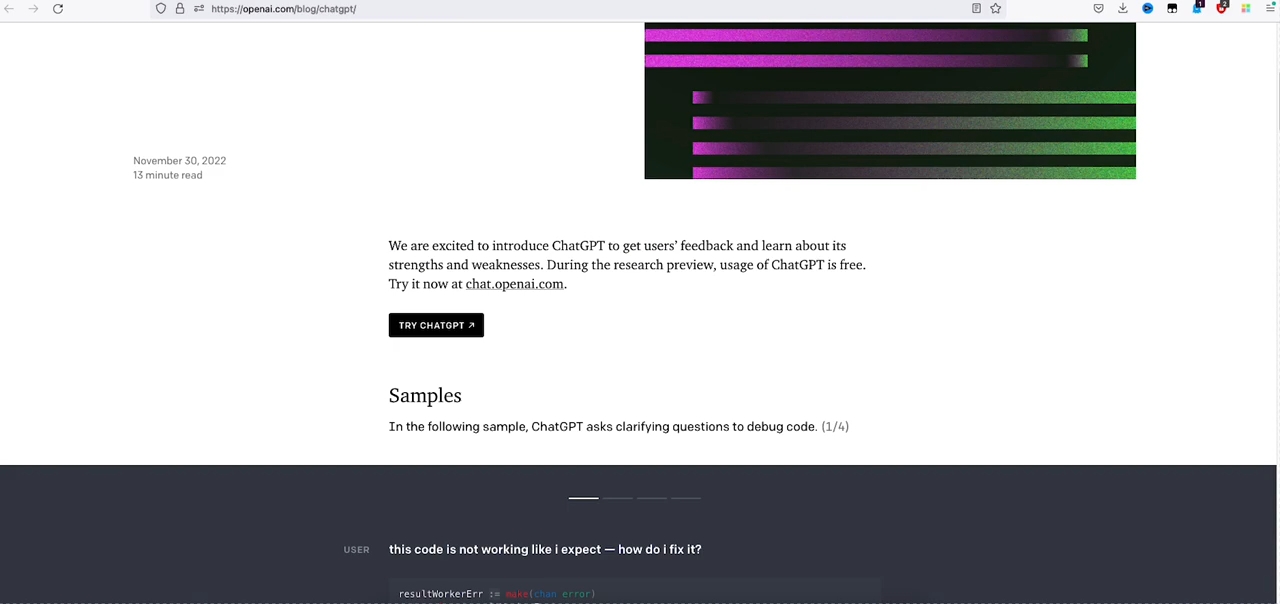 https://openai.com/blog/chatgpt/
1
2
November 30, 2022
13 minute read
We are excited to introduce ChatGPT to get users’ feedback and learn about its
strengths and weaknesses. During the research preview, usage of ChatGPT is free.
Try it now at chat.openai.com.
TRY CHATGPT ↗
Samples
In the following sample, ChatGPT asks clarifying questions to debug code. (1/4)
USER this code is not working like i expect — how do i fix it?
resultWorkerErr := make(chan error)